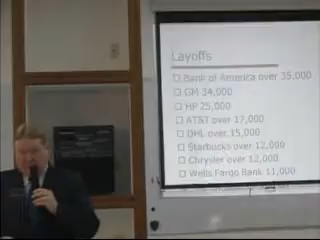 Layoffs
Bank of America over 35,000
GM 34,000
HP 25,000
AT&T over 17,000
DHL over 15,000
Starbucks over 12,000
Chrysler over 12,000
Wells Fargo Bank 11,000